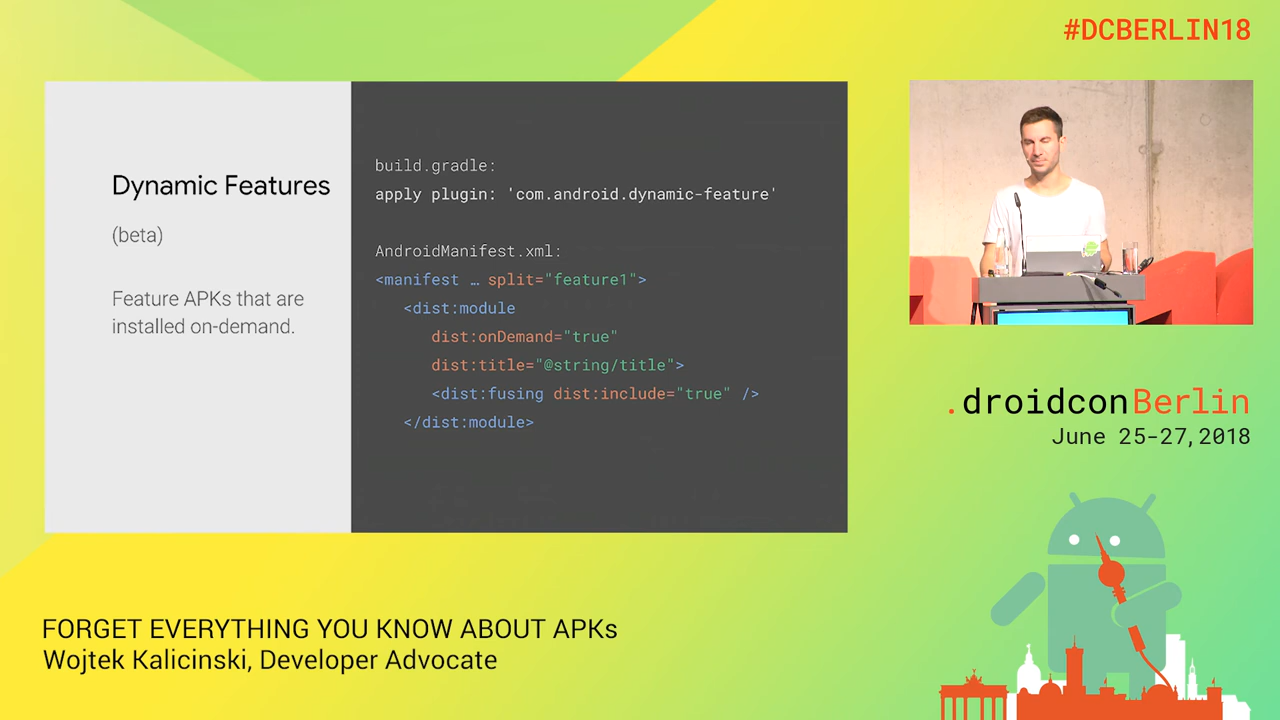 #DCBERLIN18
Dynamic Features
(beta)
Feature APKs that are
installed on-demand.
build.gradle:
apply plugin: 'com.android.dynamic-feature'
AndroidManifest.xml:
<manifest … split="feature1">
<dist:module
dist:onDemand="true"
dist:title="@string/title">
<dist:fusing dist:include="true" />
</dist:module>
.droidconBerlin
June 25-27,2018
FORGET EVERYTHING YOU KNOW ABOUT APKs
Wojtek Kalicinski, Developer Advocate